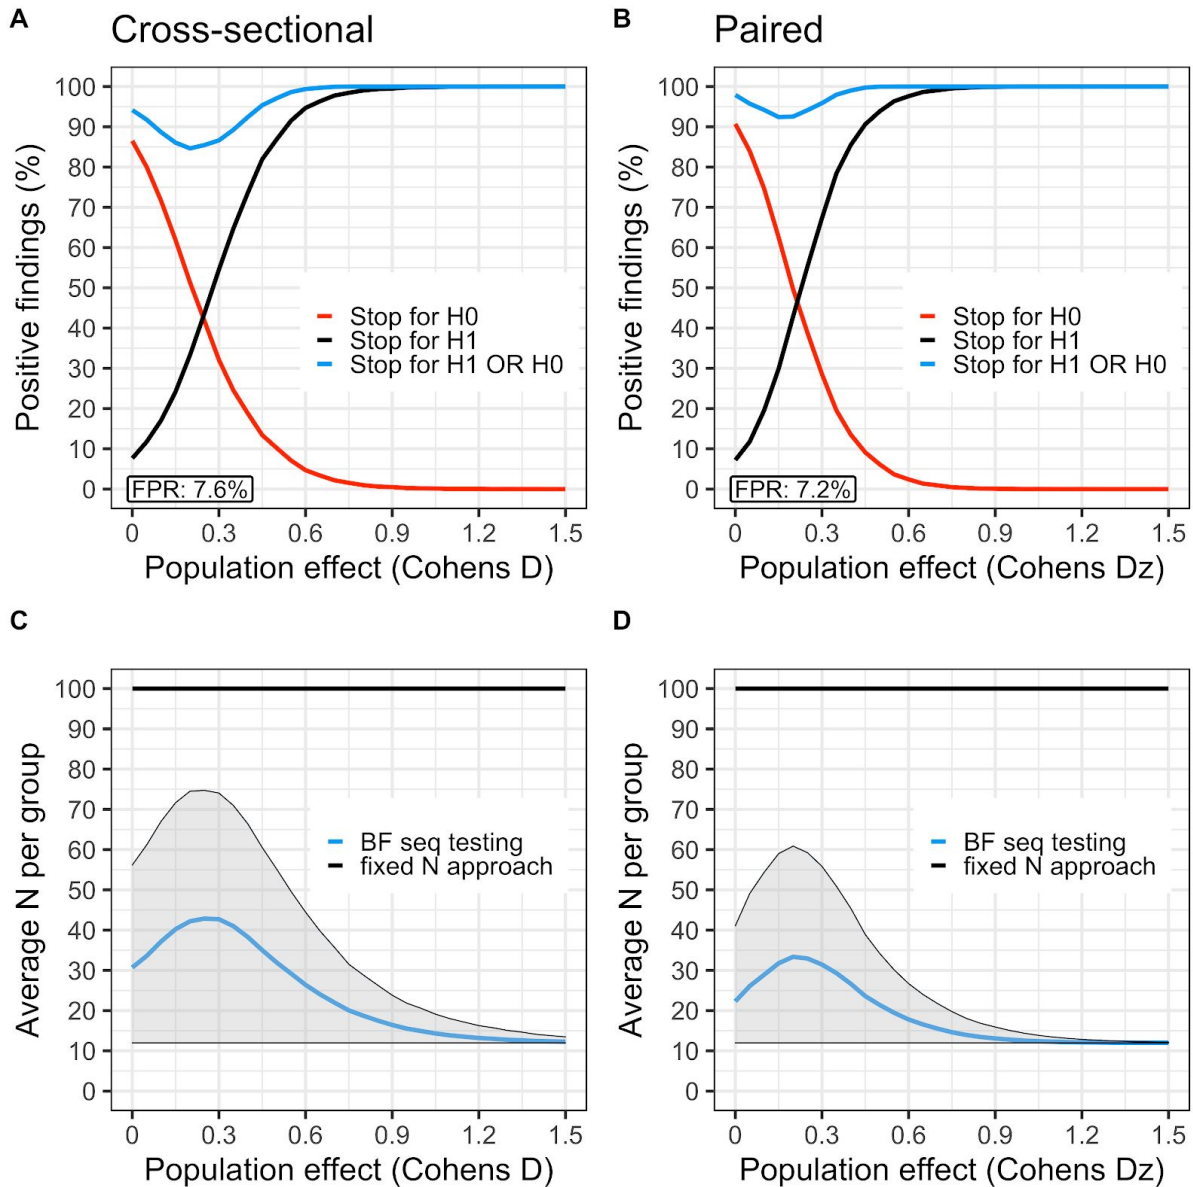 A
Cross-sectional
Positive findings (%)
100
90
80
70
60
50
40
30
20
10
0
Stop for H0
Stop for H1
Stop for H1 OR H0
FPR: 7.6%
0 0.3 0.6 0.9 1.2 1.5
Population effect (Cohens D)
B
Paired
Positive findings (%)
100
90
80
70
60
50
40
30
20
10
0
Stop for H0
Stop for H1
Stop for H1 OR H0
FPR: 7.2%
0 0.3 0.6 0.9 1.2 1.5
Population effect (Cohens Dz)
C
Average N per group
100
90
80
70
60
50
40
30
20
10
0
BF seq testing
fixed N approach
0 0.3 0.6 0.9 1.2 1.5
Population effect (Cohens D)
D
Average N per group
100
90
80
70
60
50
40
30
20
10
0
BF seq testing
fixed N approach
0 0.3 0.6 0.9 1.2 1.5
Population effect (Cohens Dz)